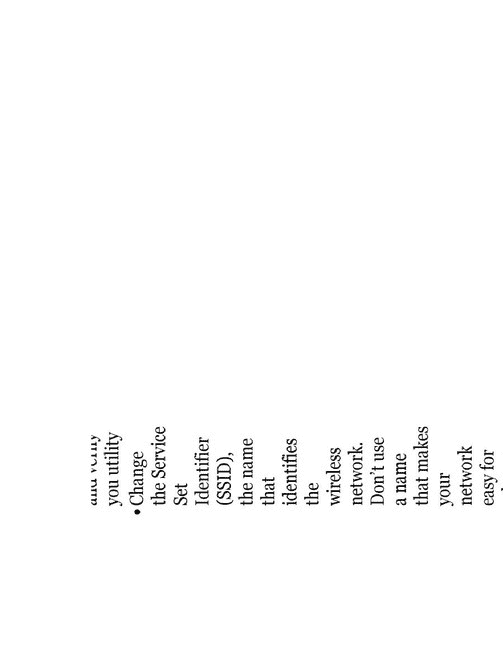 you utility
• Change
the Service
Set
Identifier
(SSID),
the name
that
identifies
the
wireless
network.
Don't use
a name
that makes
your
network
easy for